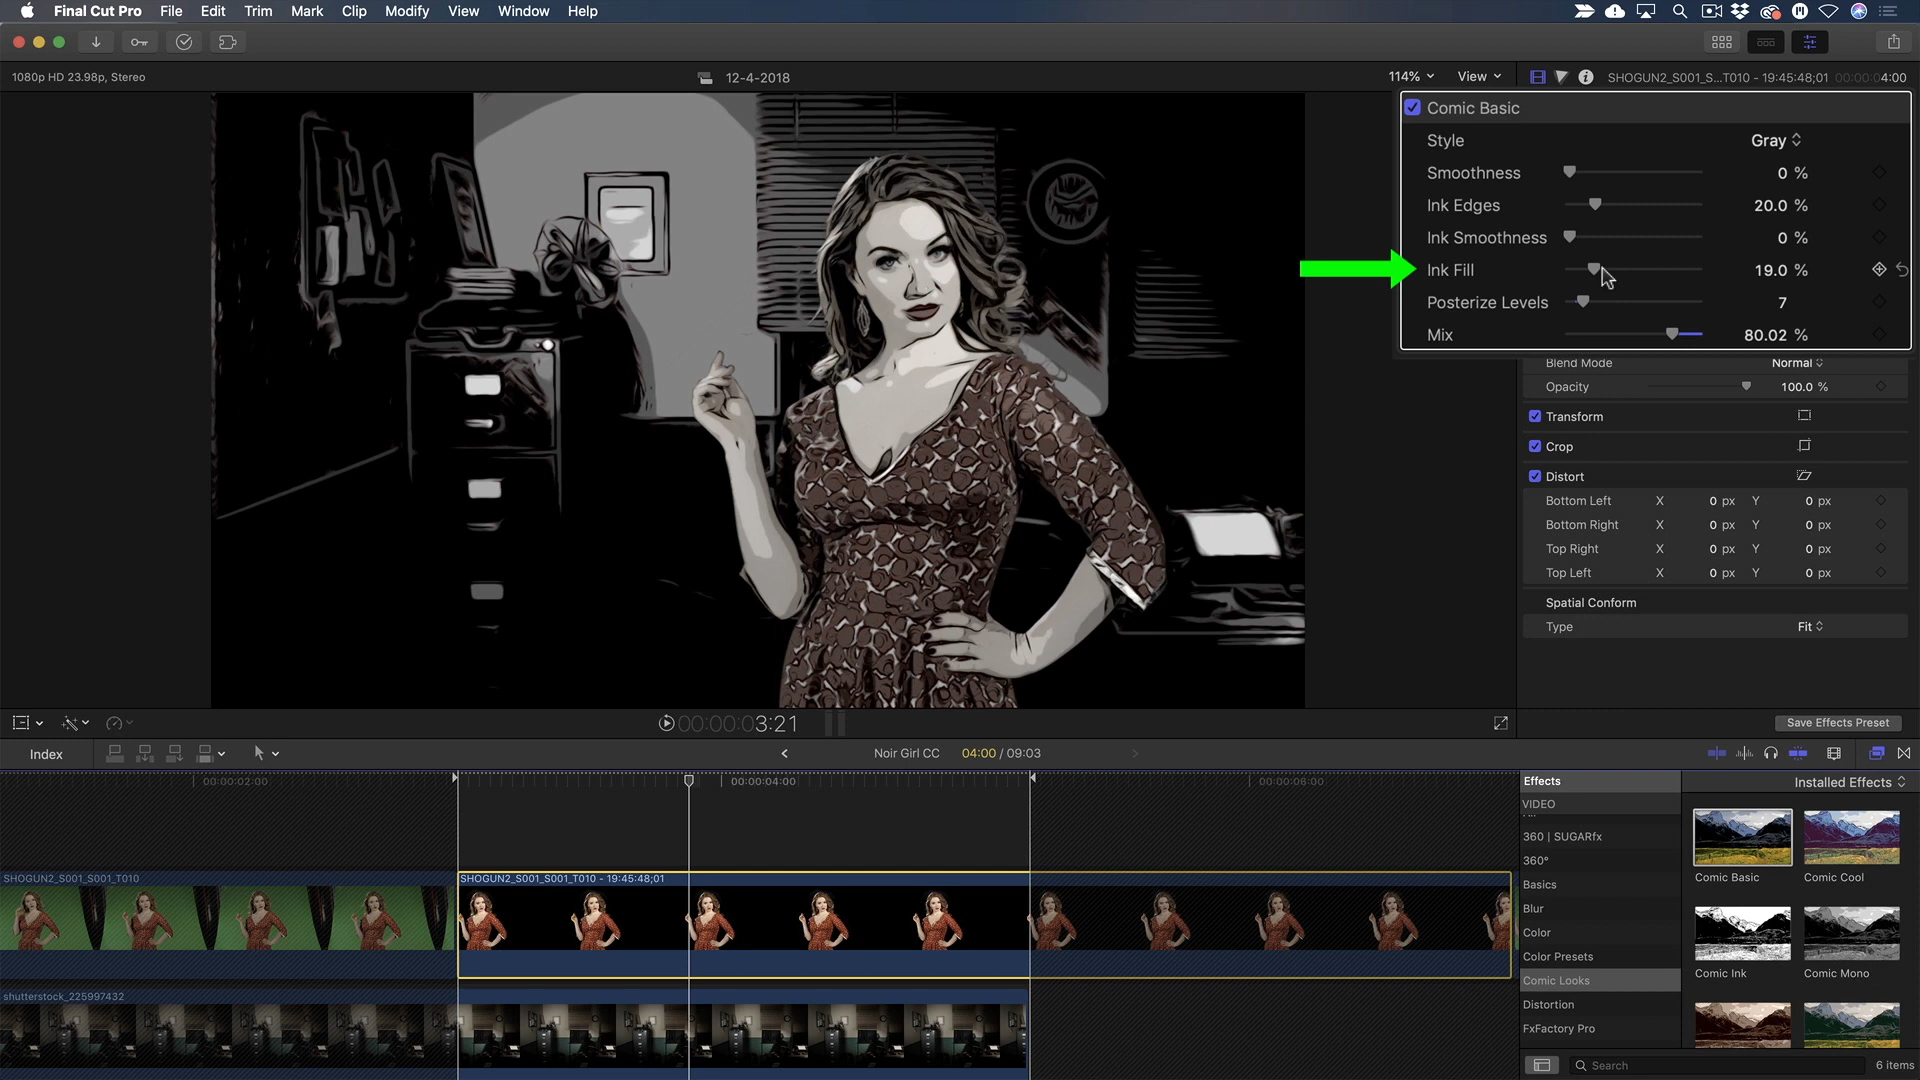 Final Cut Pro File Edit Trim Mark Clip Modify View Window Help
1080p HD 23.98p, Stereo
12-4-2018
114% View
SHOGUN2_S001_S...T010 - 19:45:48;01 00:00:04:00
Comic Basic
Style Gray
Smoothness 0 %
Ink Edges 20.0 %
Ink Smoothness 0 %
Ink Fill 19.0 %
Posterize Levels 7
Mix 80.02 %
Blend Mode Normal
Opacity 100.0 %
Transform
Crop
Distort
Bottom Left X 0 px Y 0 px
Bottom Right X 0 px Y 0 px
Top Right X 0 px Y 0 px
Top Left X 0 px Y 0 px
Spatial Conform
Type Fit
00:00:03:21
Save Effects Preset
Index
Noir Girl CC 04:00 / 09:03
00:00:02:00
00:00:04:00
00:00:06:00
Effects
Installed Effects
VIDEO
360 | SUGARfx
360°
Basics
Blur
Color
Color Presets
Comic Looks
Distortion
FxFactory Pro
Comic Basic
Comic Cool
Comic Ink
Comic Mono
SHOGUN2_S001_S001_T010
SHOGUN2_S001_S001_T010 - 19:45:48;01
shutterstock_225997432
Search
6 items